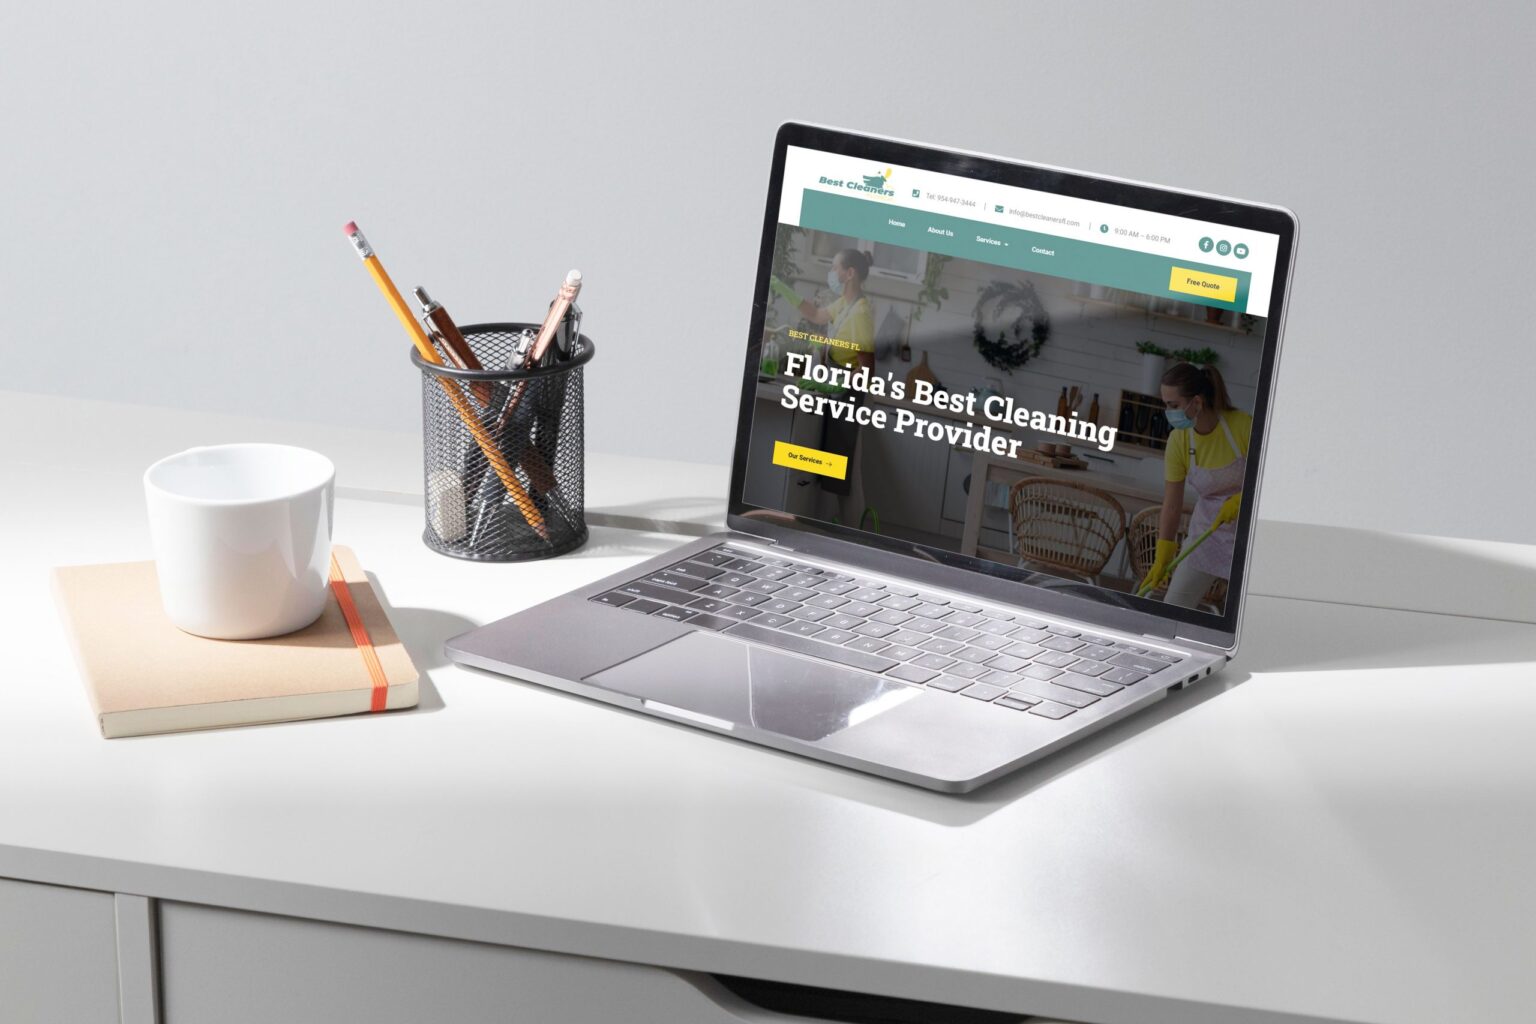 Best Cleaners
Tel: 954-947-3444
info@bestcleanersfl.com
9:00 AM – 6:00 PM
Home
About Us
Services
Contact
Free Quote
BEST CLEANERS FL
Florida's Best Cleaning
Service Provider
Our Services